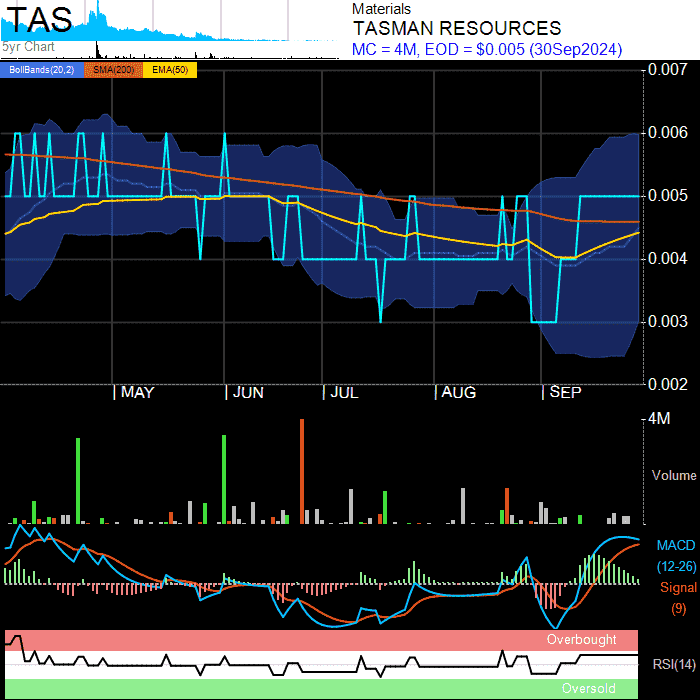 TAS
5yr Chart
Materials
TASMAN RESOURCES
MC = 4M, EOD = $0.005 (30Sep2024)
BollBands(20,2) SMA(200) EMA(50)
0.007
0.006
0.005
0.004
0.003
0.002
MAY JUN JUL AUG SEP
4M
Volume
MACD
(12-26)
Signal
(9)
Overbought
RSI(14)
Oversold